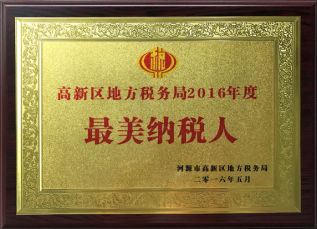 高新区地方税务局2016年度
最美纳税人
河源市高新区地方税务局
二零一六年五月